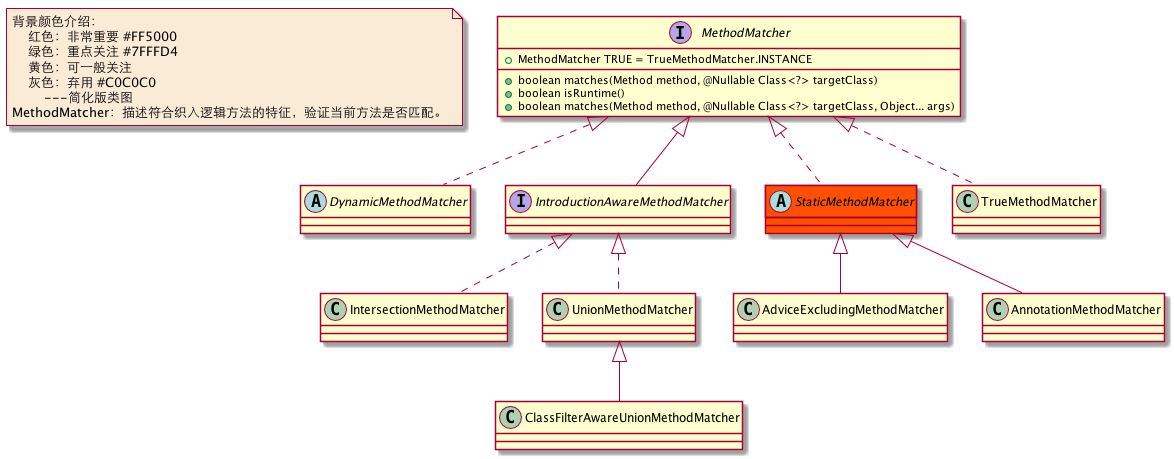 背景颜色介绍：
红色：非常重要 #FF5000
绿色：重点关注 #7FFFD4
黄色：可一般关注
灰色：弃用 #C0C0C0
---简化版类图
MethodMatcher：描述符合织入逻辑方法的特征，验证当前方法是否匹配。
I MethodMatcher
MethodMatcher TRUE = TrueMethodMatcher.INSTANCE
boolean matches(Method method, @Nullable Class<?> targetClass)
boolean isRuntime()
boolean matches(Method method, @Nullable Class<?> targetClass, Object... args)
A DynamicMethodMatcher
I IntroductionAwareMethodMatcher
A StaticMethodMatcher
C TrueMethodMatcher
C IntersectionMethodMatcher
C UnionMethodMatcher
C AdviceExcludingMethodMatcher
C AnnotationMethodMatcher
C ClassFilterAwareUnionMethodMatcher